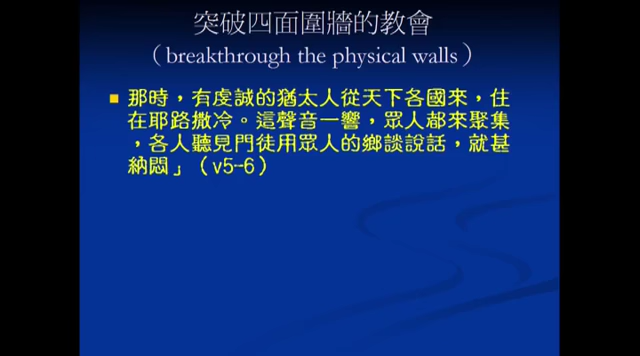 突破四面圍牆的教會
（breakthrough the physical walls）
那時，有虔誠的猶太人從天下各國來，住
在耶路撒冷。這聲音一響，眾人都來聚集
，各人聽見門徒用眾人的鄉談說話，就甚
納悶」（v5-6）